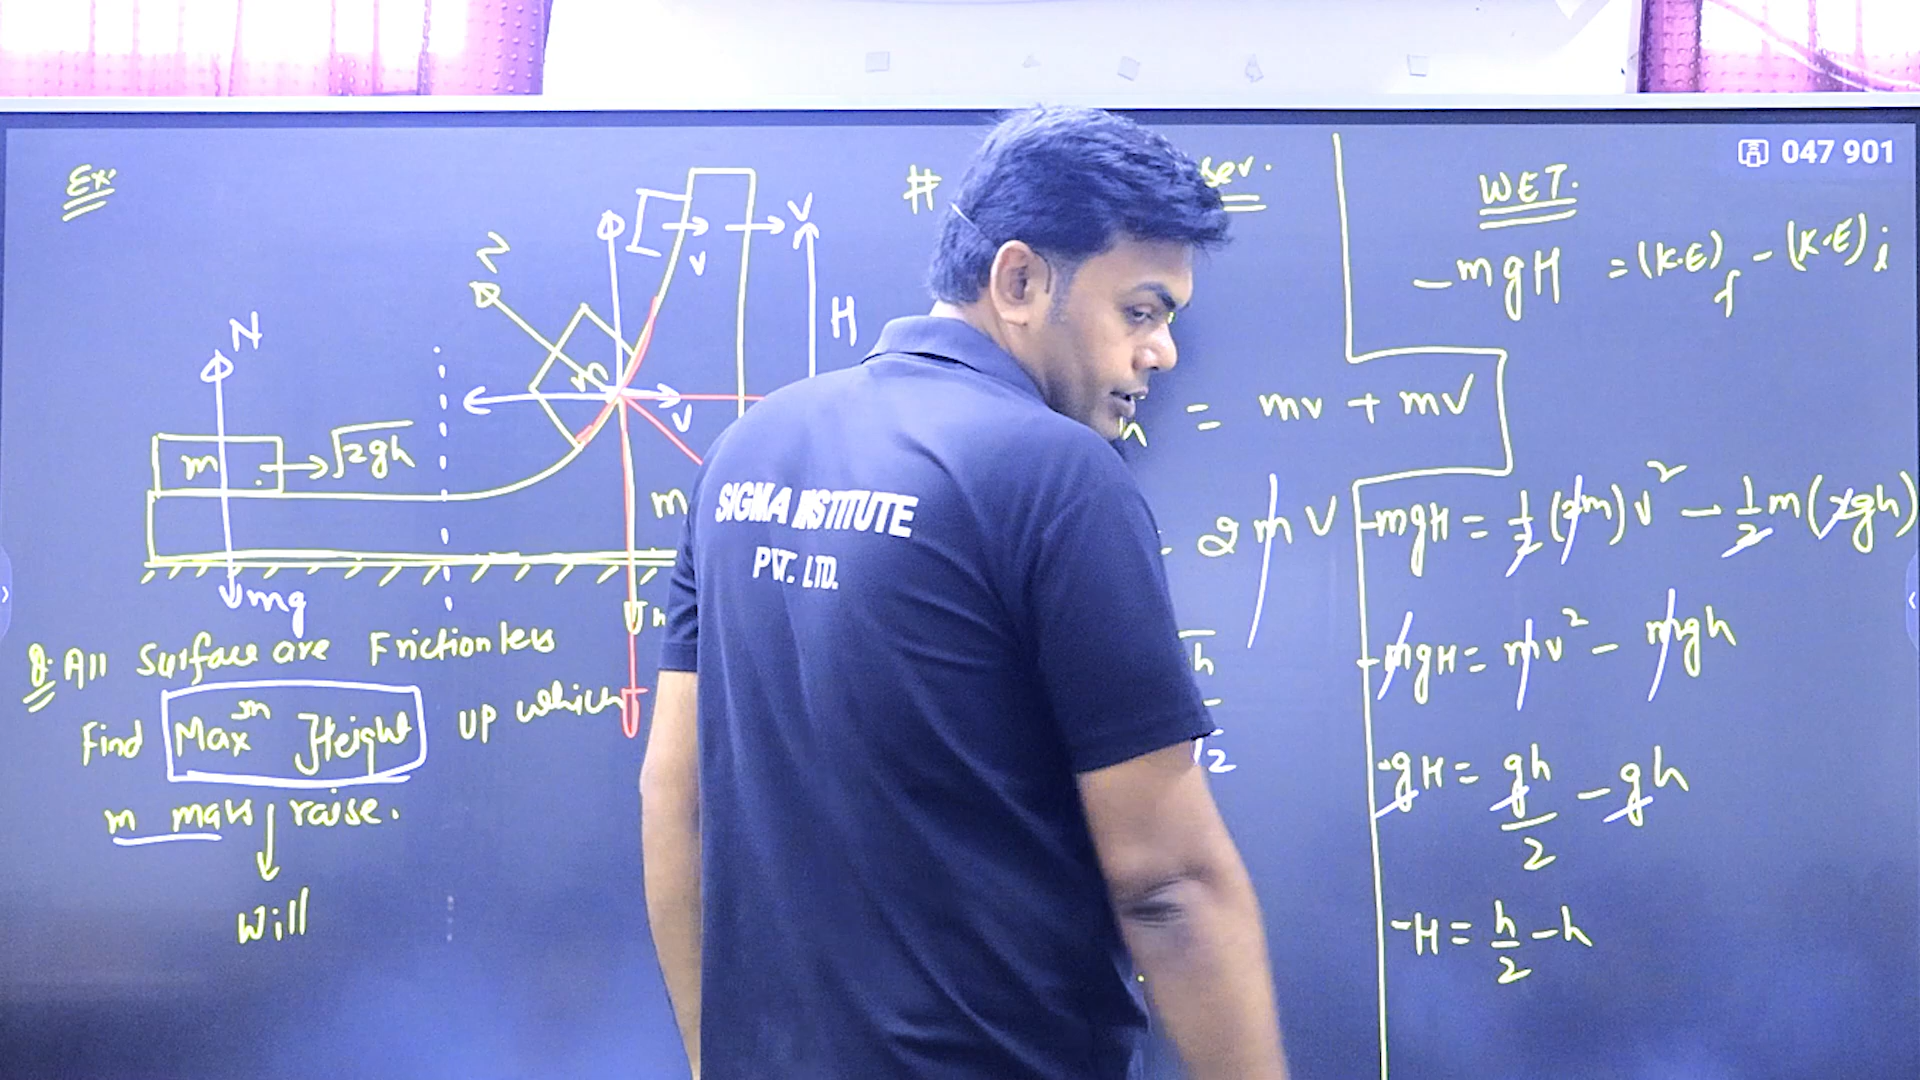 Ex:
N
m
√2gh
mg
N
m
v
v
V
H
m
Q. All Surface are Frictionless
Find Max^m Height up which
m mass raise.
Will
#
ser.
= mv + mV
2mV
SIGMA INSTITUTE
PVT. LTD.
047 901
WET.
-mgH = (K.E)f - (K.E)i
-mgH = 1/2 (2m)v² - 1/2 m(2gh)
-mgH = mv² - mgh
-gH = gh/2 - gh
-H = h/2 - h